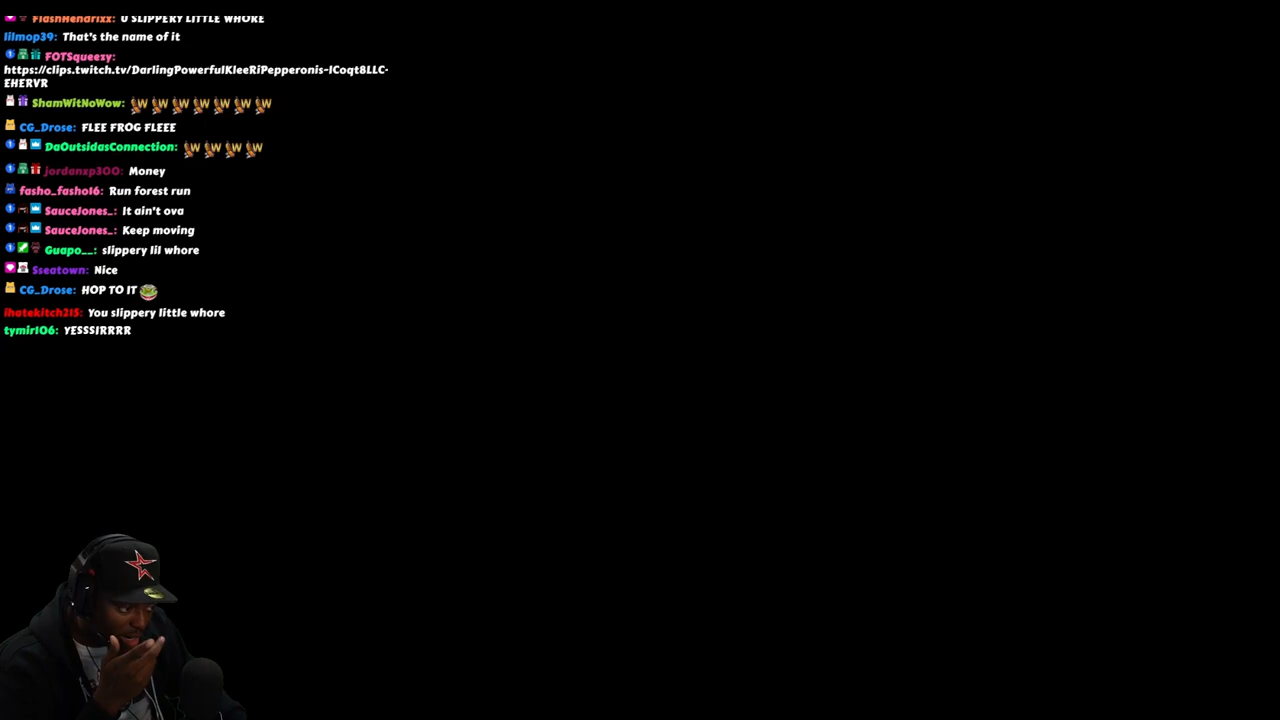 FlashHendrixx: U SLIPPERY LITTLE WHORE
lilmop39: That's the name of it
FOTSqueezy:
https://clips.twitch.tv/DarlingPowerfulKleeRiPepperonis-lCoqt8LLC-
EHERVR
ShamWitNoWow: W W W W W W W
CG_Drose: FLEE FROG FLEEE
DaOutsidasConnection: W W W W
jordanxp300: Money
fasho_fasho16: Run forest run
SauceJones_: It ain't ova
SauceJones_: Keep moving
Guapo__: slippery lil whore
Sseatown: Nice
CG_Drose: HOP TO IT
ihatekitch215: You slippery little whore
tymir106: YESSSIRRRR